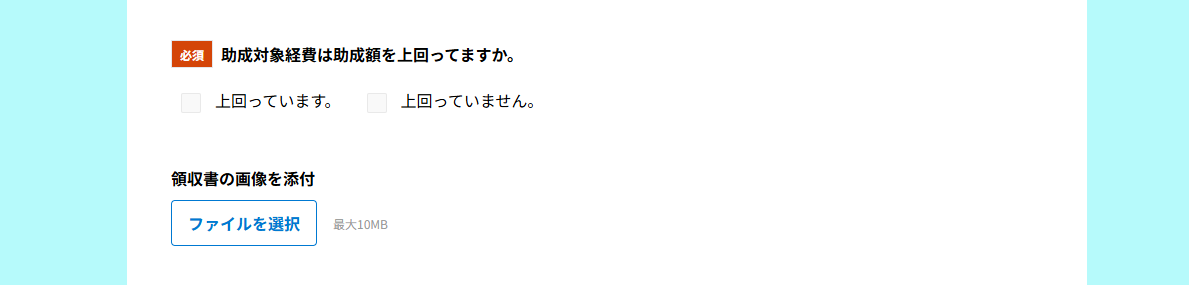 必須 助成対象経費は助成額を上回ってますか。
上回っています。 上回っていません。
領収書の画像を添付
ファイルを選択 最大10MB